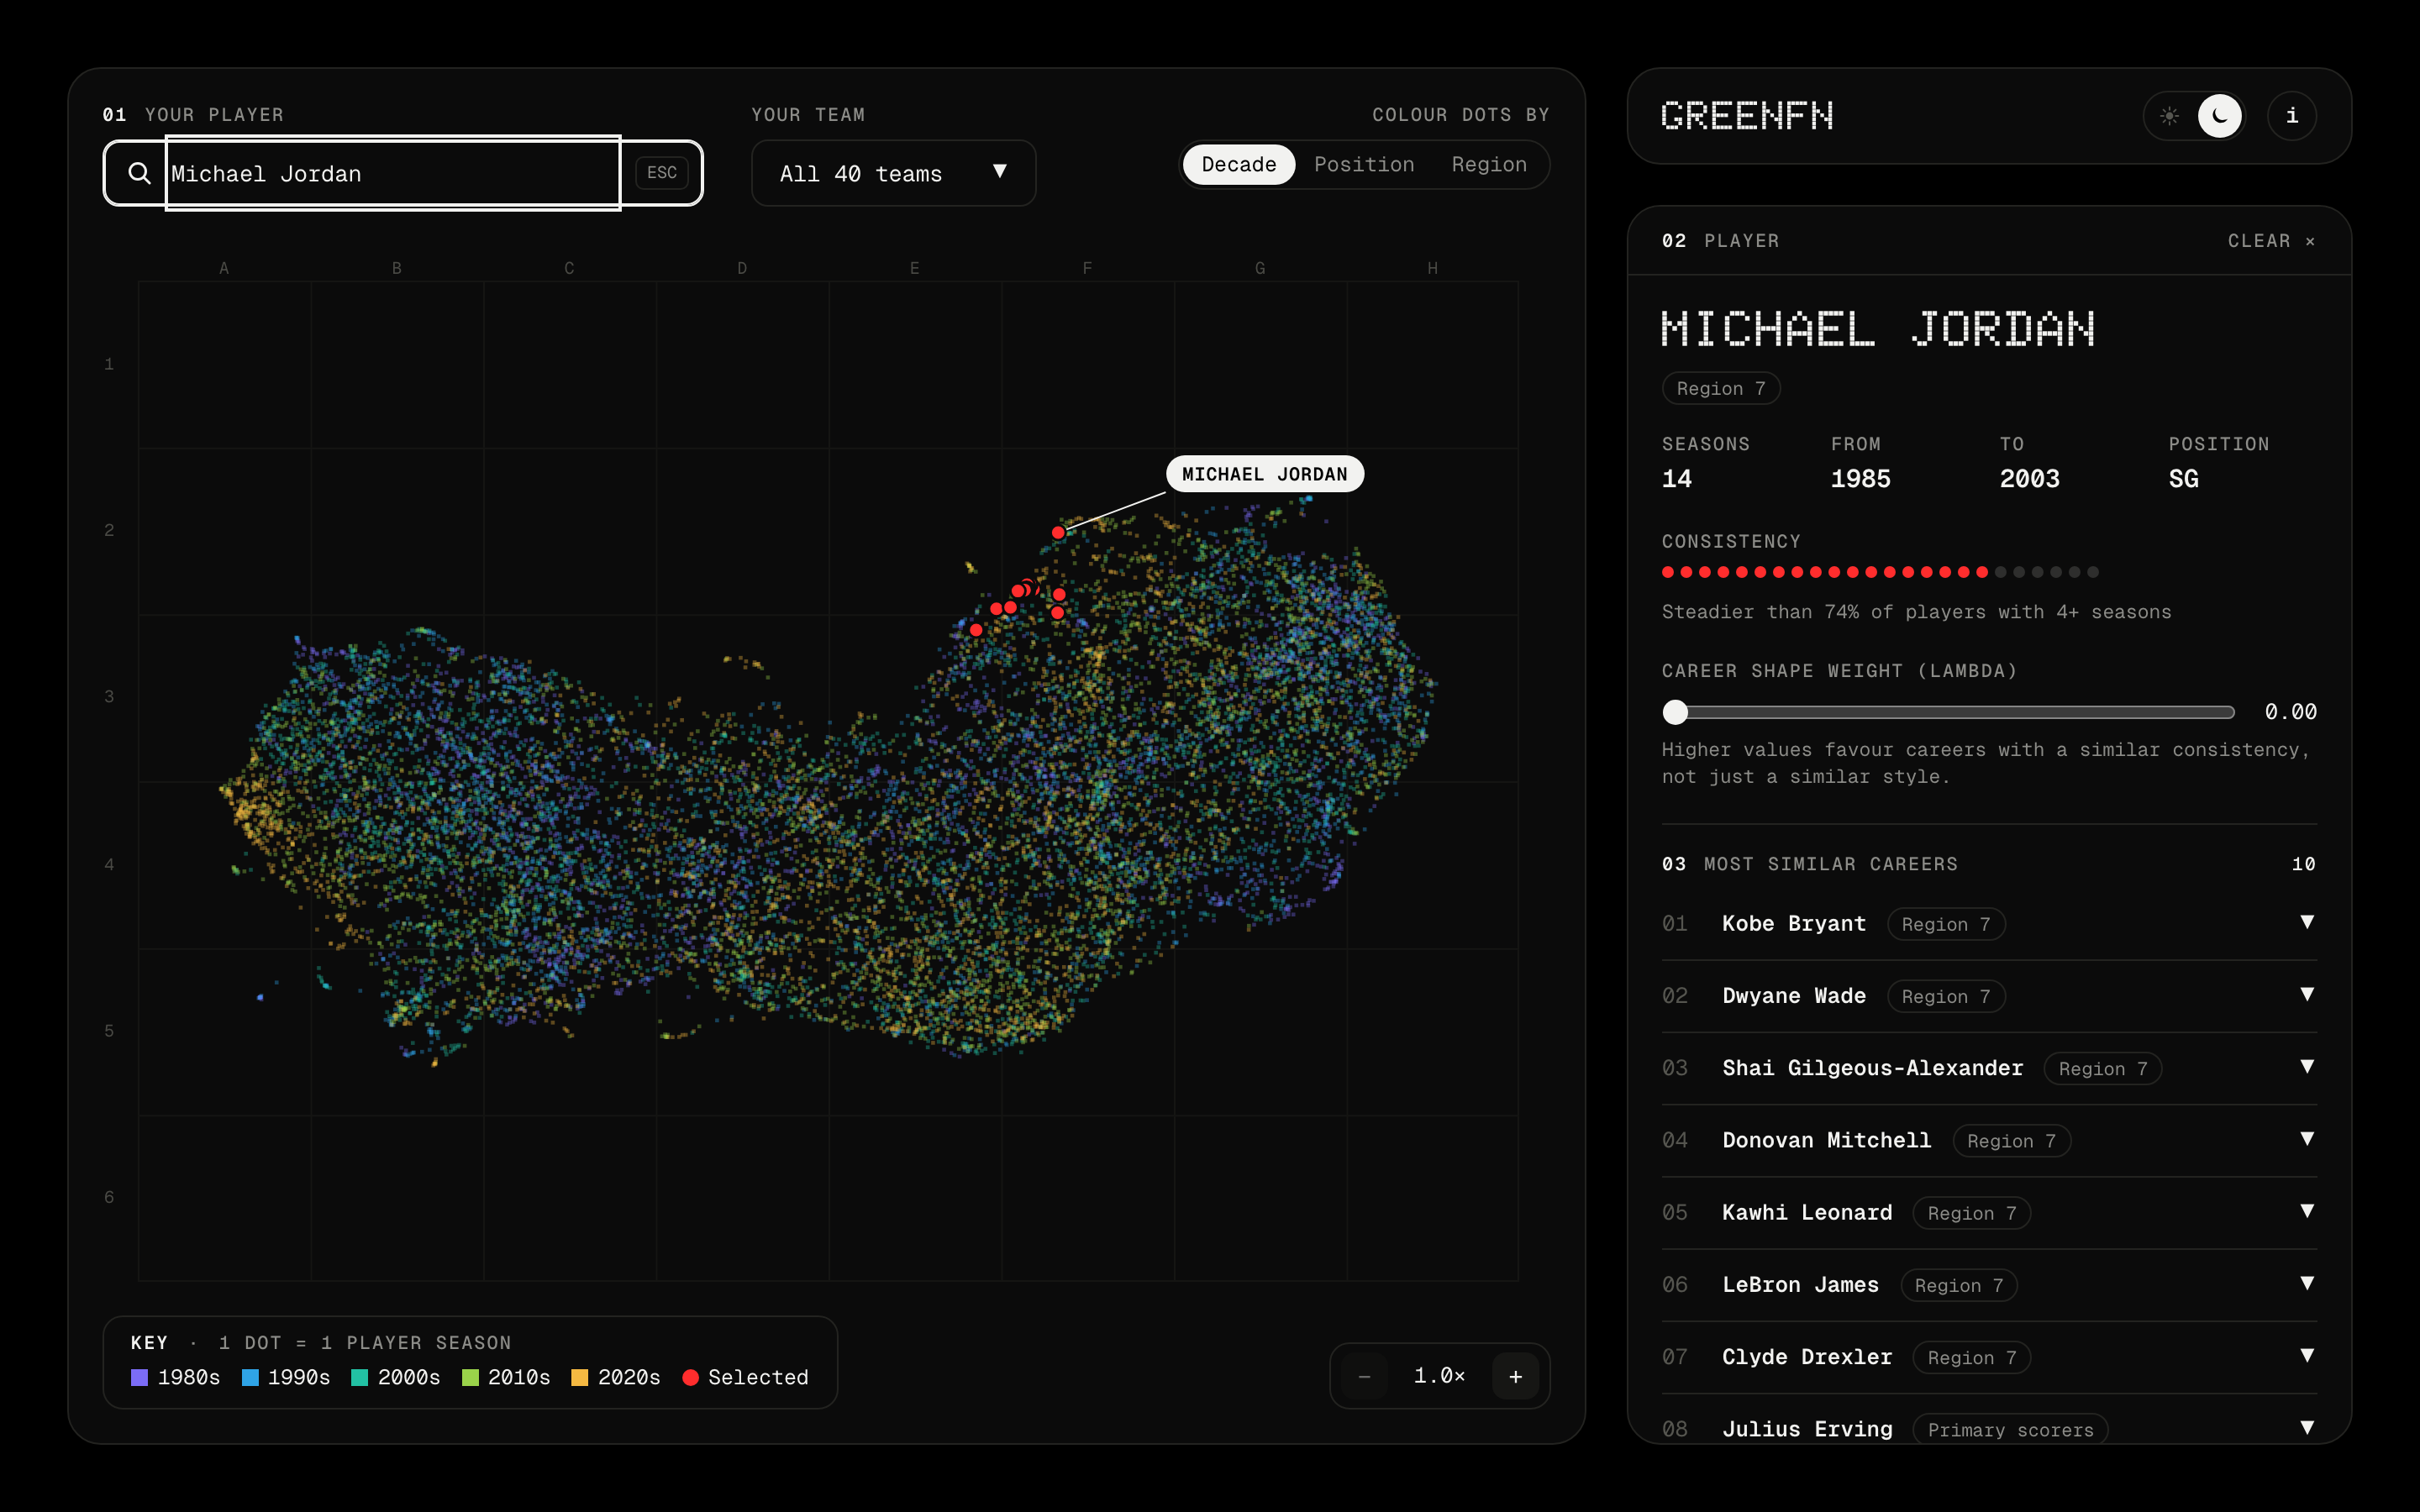 01 YOUR PLAYER
YOUR TEAM
COLOUR DOTS BY
Michael Jordan
ESC
All 40 teams ▼
Decade Position Region
A B C D E F G H
1
2
3
4
5
6
MICHAEL JORDAN
KEY · 1 DOT = 1 PLAYER SEASON
1980s 1990s 2000s 2010s 2020s Selected
− 1.0× +
GREENFN
i
02 PLAYER
CLEAR ×
MICHAEL JORDAN
Region 7
SEASONS FROM TO POSITION
14 1985 2003 SG
CONSISTENCY
Steadier than 74% of players with 4+ seasons
CAREER SHAPE WEIGHT (LAMBDA)
0.00
Higher values favour careers with a similar consistency,
not just a similar style.
03 MOST SIMILAR CAREERS 10
01 Kobe Bryant Region 7 ▼
02 Dwyane Wade Region 7 ▼
03 Shai Gilgeous-Alexander Region 7 ▼
04 Donovan Mitchell Region 7 ▼
05 Kawhi Leonard Region 7 ▼
06 LeBron James Region 7 ▼
07 Clyde Drexler Region 7 ▼
08 Julius Erving Primary scorers ▼